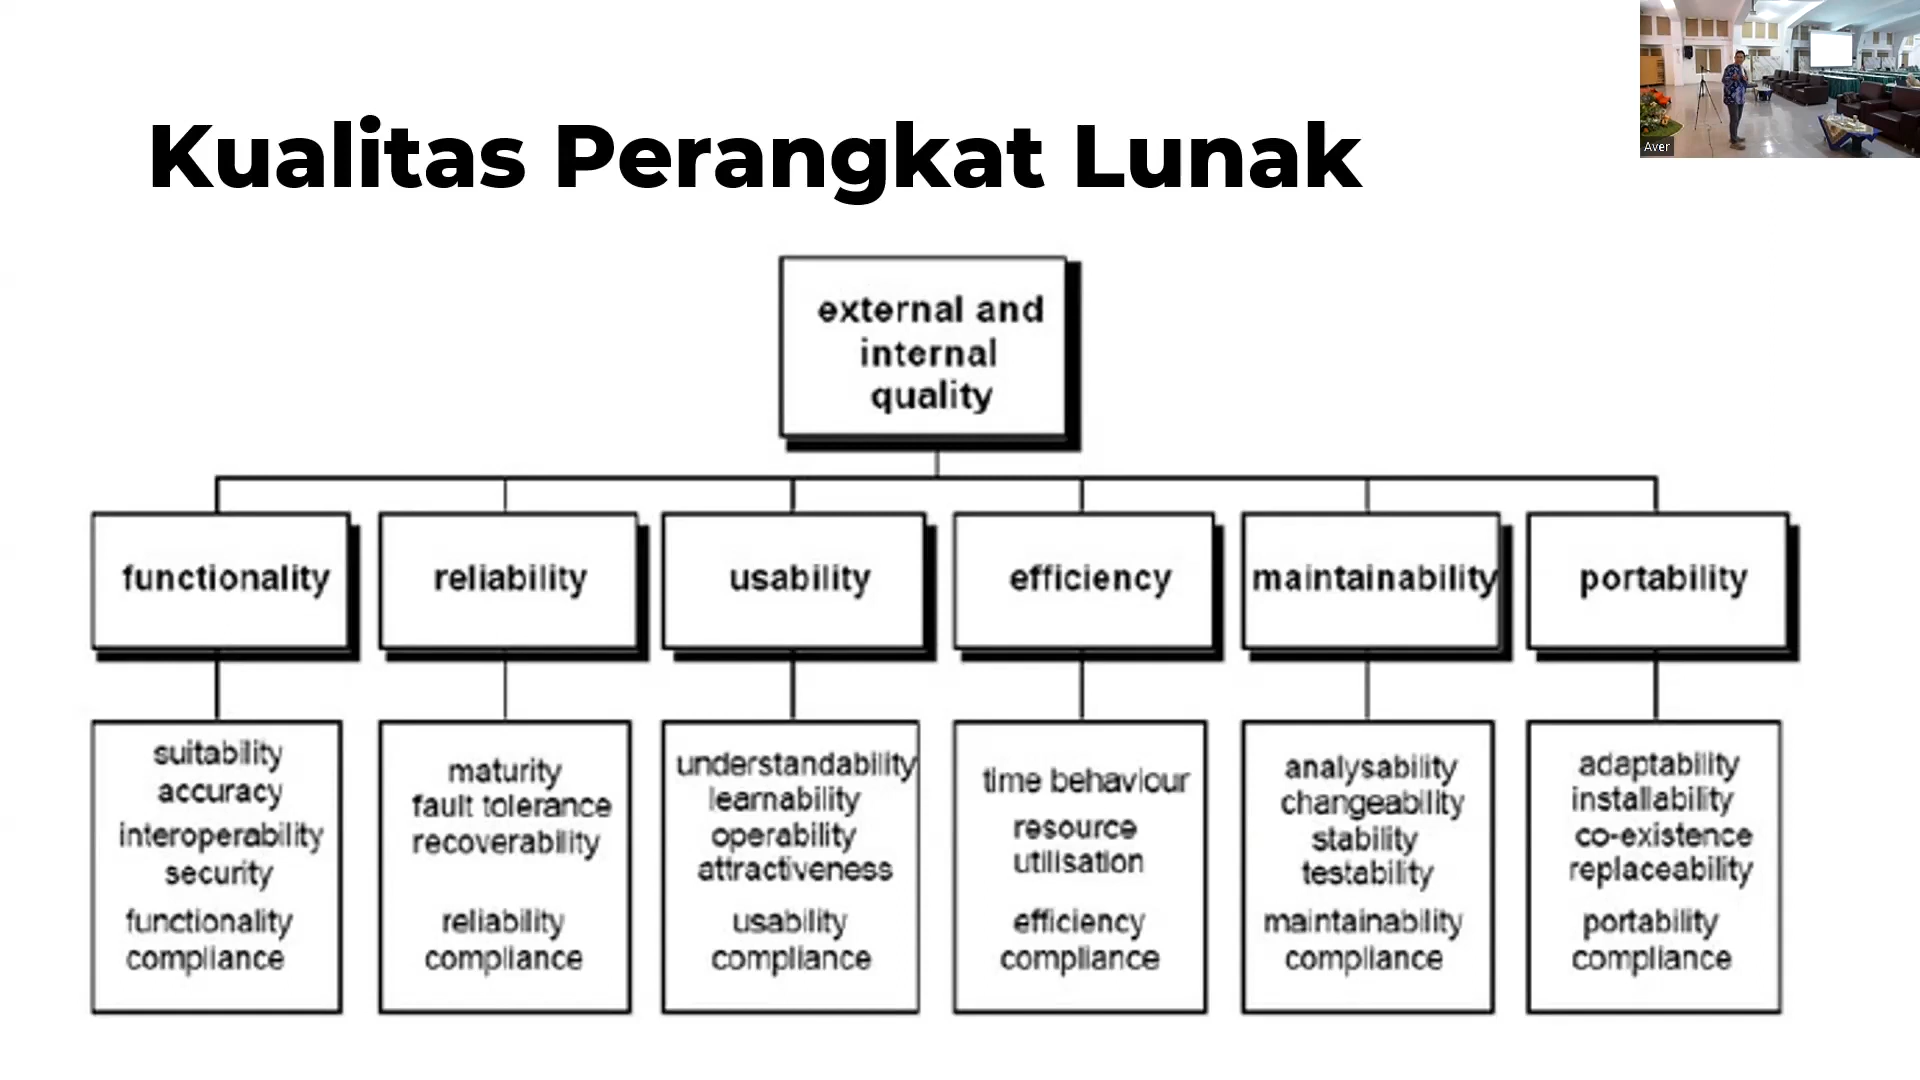 Kualitas Perangkat Lunak
Aver
external and
internal
quality
functionality
reliability
usability
efficiency
maintainability
portability
suitability
accuracy
interoperability
security
functionality
compliance
maturity
fault tolerance
recoverability
reliability
compliance
understandability
learnability
operability
attractiveness
usability
compliance
time behaviour
resource
utilisation
efficiency
compliance
analysability
changeability
stability
testability
maintainability
compliance
adaptability
installability
co-existence
replaceability
portability
compliance